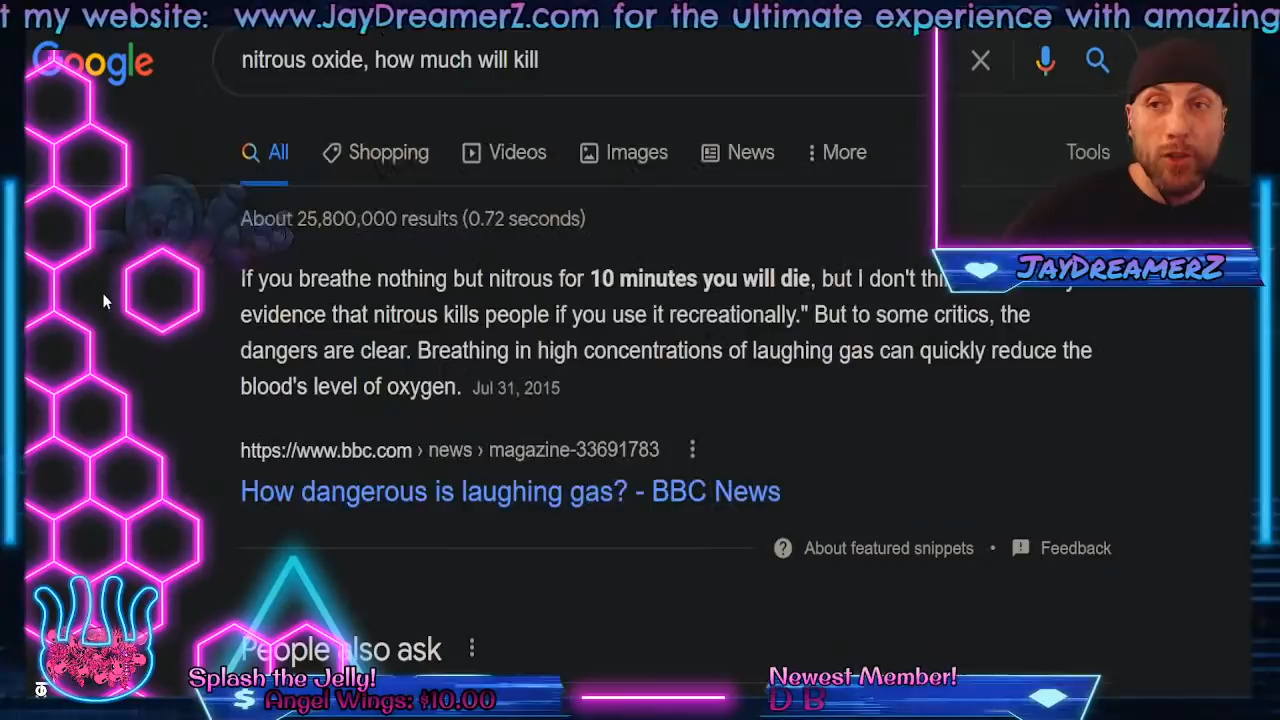 t my website: www.JayDreamerZ.com for the ultimate experience with amazing
Google
nitrous oxide, how much will kill
All
Shopping
Videos
Images
News
More
Tools
About 25,800,000 results (0.72 seconds)
JAYDREAMERZ
If you breathe nothing but nitrous for 10 minutes you will die, but I don't
evidence that nitrous kills people if you use it recreationally." But to some critics, the
dangers are clear. Breathing in high concentrations of laughing gas can quickly reduce the
blood's level of oxygen. Jul 31, 2015
https://www.bbc.com › news › magazine-33691783
How dangerous is laughing gas? - BBC News
About featured snippets • Feedback
People also ask
Splash the Jelly!
$ Angel Wings: $10.00
Newest Member!
D B